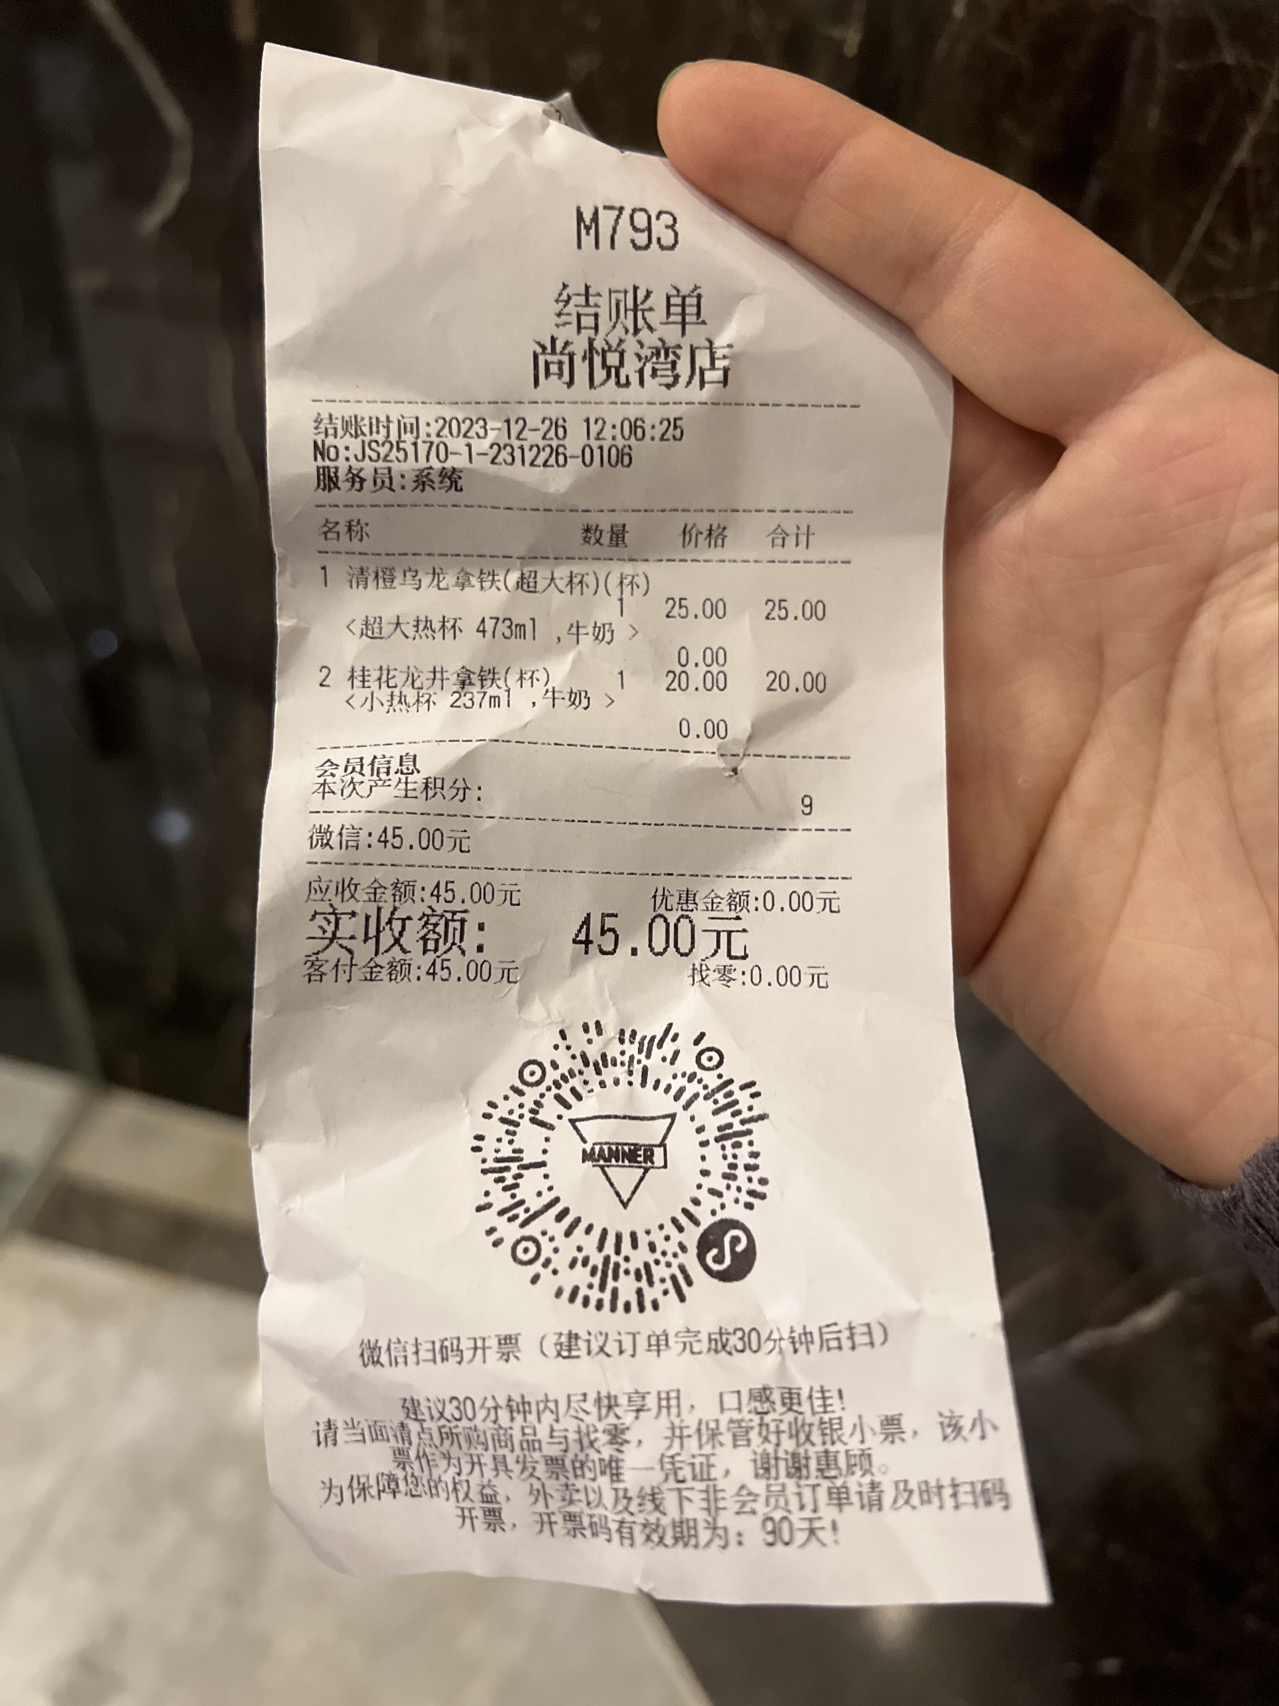 M793
结账单
尚悦湾店
结账时间:2023-12-26 12:06:25
No:JS25170-1-231226-0106
服务员:系统
名称 数量 价格 合计
1 清橙乌龙拿铁(超大杯)(杯)
1 25.00 25.00
<超大热杯 473ml ,牛奶 >
0.00
2 桂花龙井拿铁(杯) 1 20.00 20.00
<小热杯 237ml ,牛奶 >
0.00
会员信息
本次产生积分: 9
微信:45.00元
应收金额:45.00元 优惠金额:0.00元
实收额: 45.00元
客付金额:45.00元 找零:0.00元
MANNER
微信扫码开票（建议订单完成30分钟后扫）
建议30分钟内尽快享用，口感更佳!
请当面清点所购商品与找零，并保管好收银小票，该小
票作为开具发票的唯一凭证，谢谢惠顾。
为保障您的权益，外卖以及线下非会员订单请及时扫码
开票，开票码有效期为：90天!